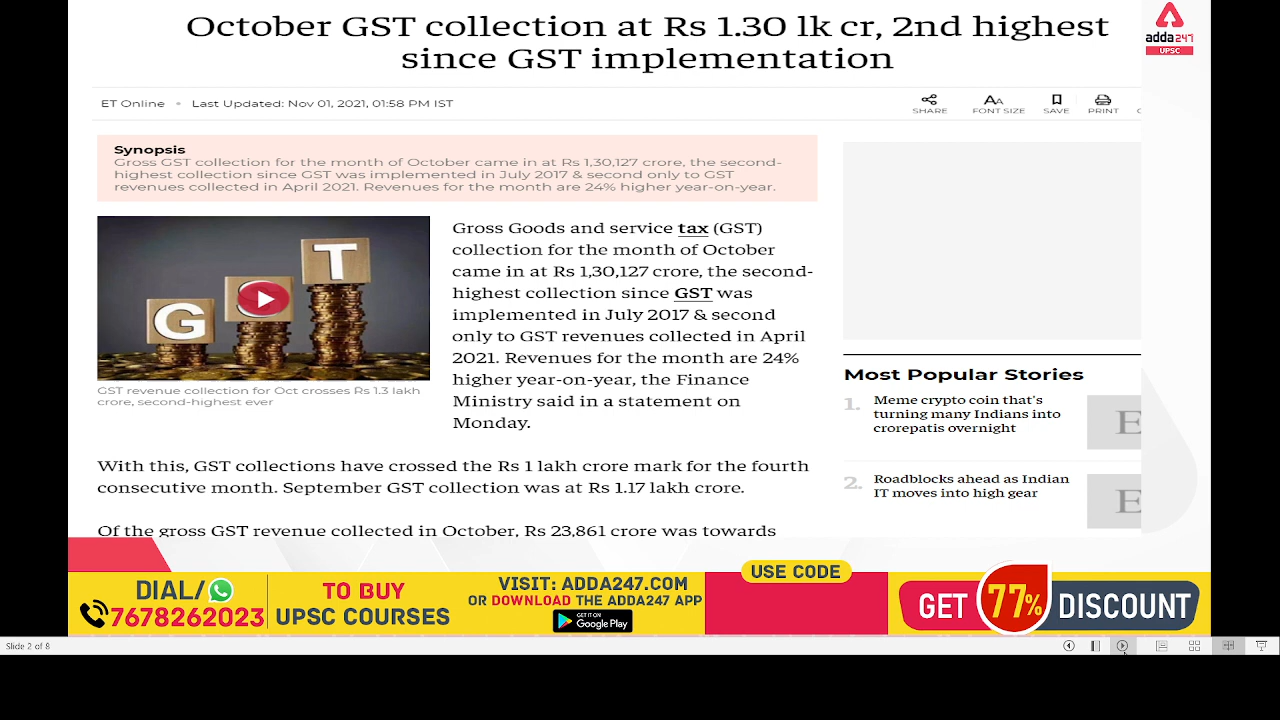 October GST collection at Rs 1.30 lk cr, 2nd highest
since GST implementation
adda247
UPSC
ET Online • Last Updated: Nov 01, 2021, 01:58 PM IST
SHARE
FONT SIZE
SAVE
PRINT
Synopsis
Gross GST collection for the month of October came in at Rs 1,30,127 crore, the second-
highest collection since GST was implemented in July 2017 & second only to GST
revenues collected in April 2021. Revenues for the month are 24% higher year-on-year.
G
T
GST revenue collection for Oct crosses Rs 1.3 lakh
crore, second-highest ever
Gross Goods and service tax (GST)
collection for the month of October
came in at Rs 1,30,127 crore, the second-
highest collection since GST was
implemented in July 2017 & second
only to GST revenues collected in April
2021. Revenues for the month are 24%
higher year-on-year, the Finance
Ministry said in a statement on
Monday.
With this, GST collections have crossed the Rs 1 lakh crore mark for the fourth
consecutive month. September GST collection was at Rs 1.17 lakh crore.
Of the gross GST revenue collected in October, Rs 23,861 crore was towards
Most Popular Stories
1. Meme crypto coin that's
turning many Indians into
crorepatis overnight
E
2. Roadblocks ahead as Indian
IT moves into high gear
E
DIAL/
7678262023
TO BUY
UPSC COURSES
VISIT: ADDA247.COM
OR DOWNLOAD THE ADDA247 APP
GET IT ON
Google Play
USE CODE
GET 77% DISCOUNT
Slide 2 of 8